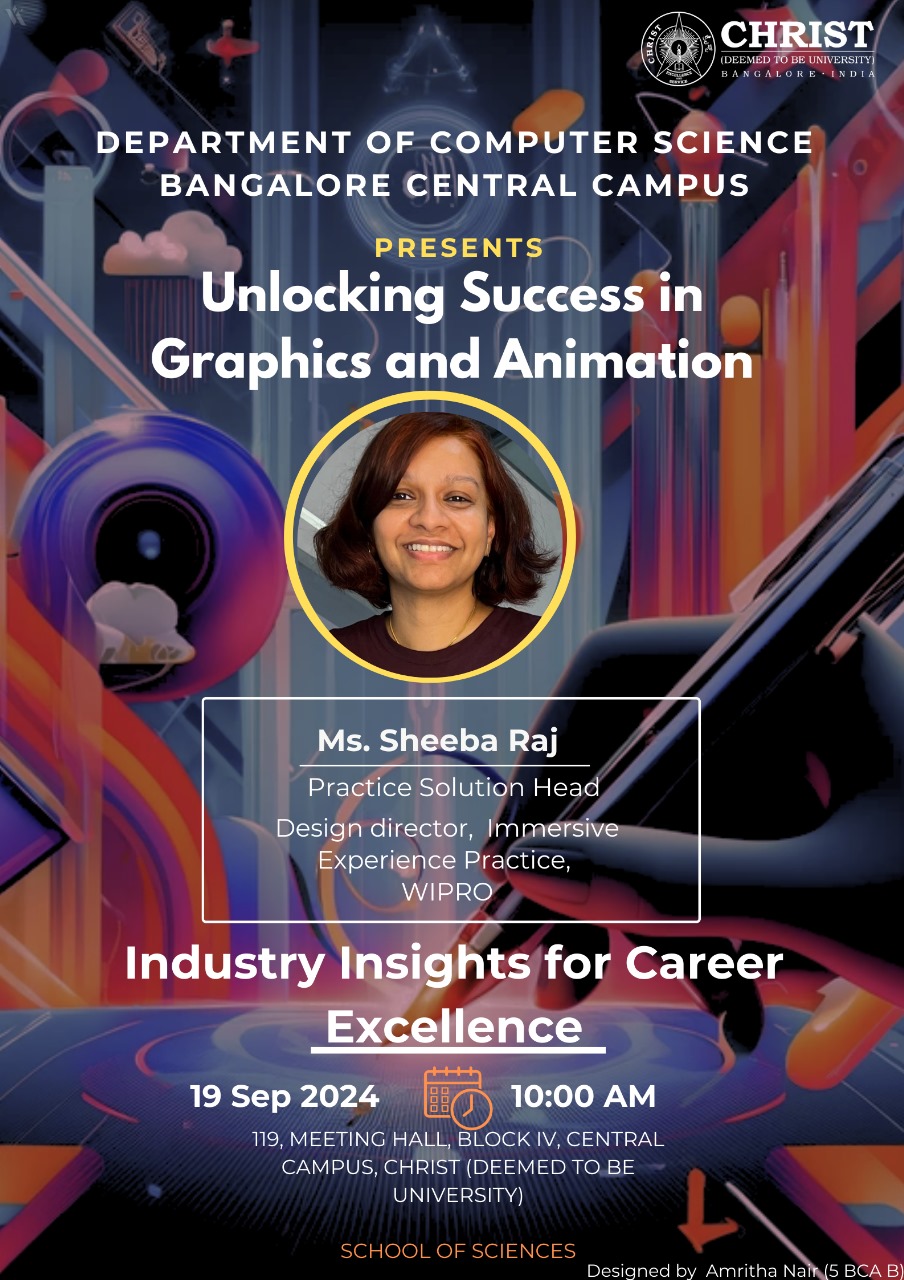 CHRIST
(DEEMED TO BE UNIVERSITY)
BANGALORE · INDIA
DEPARTMENT OF COMPUTER SCIENCE
BANGALORE CENTRAL CAMPUS
PRESENTS
Unlocking Success in
Graphics and Animation
Ms. Sheeba Raj
Practice Solution Head
Design director, Immersive
Experience Practice,
WIPRO
Industry Insights for Career
Excellence
19 Sep 2024 10:00 AM
119, MEETING HALL, BLOCK IV, CENTRAL
CAMPUS, CHRIST (DEEMED TO BE
UNIVERSITY)
SCHOOL OF SCIENCES
Designed by Amritha Nair (5 BCA B)